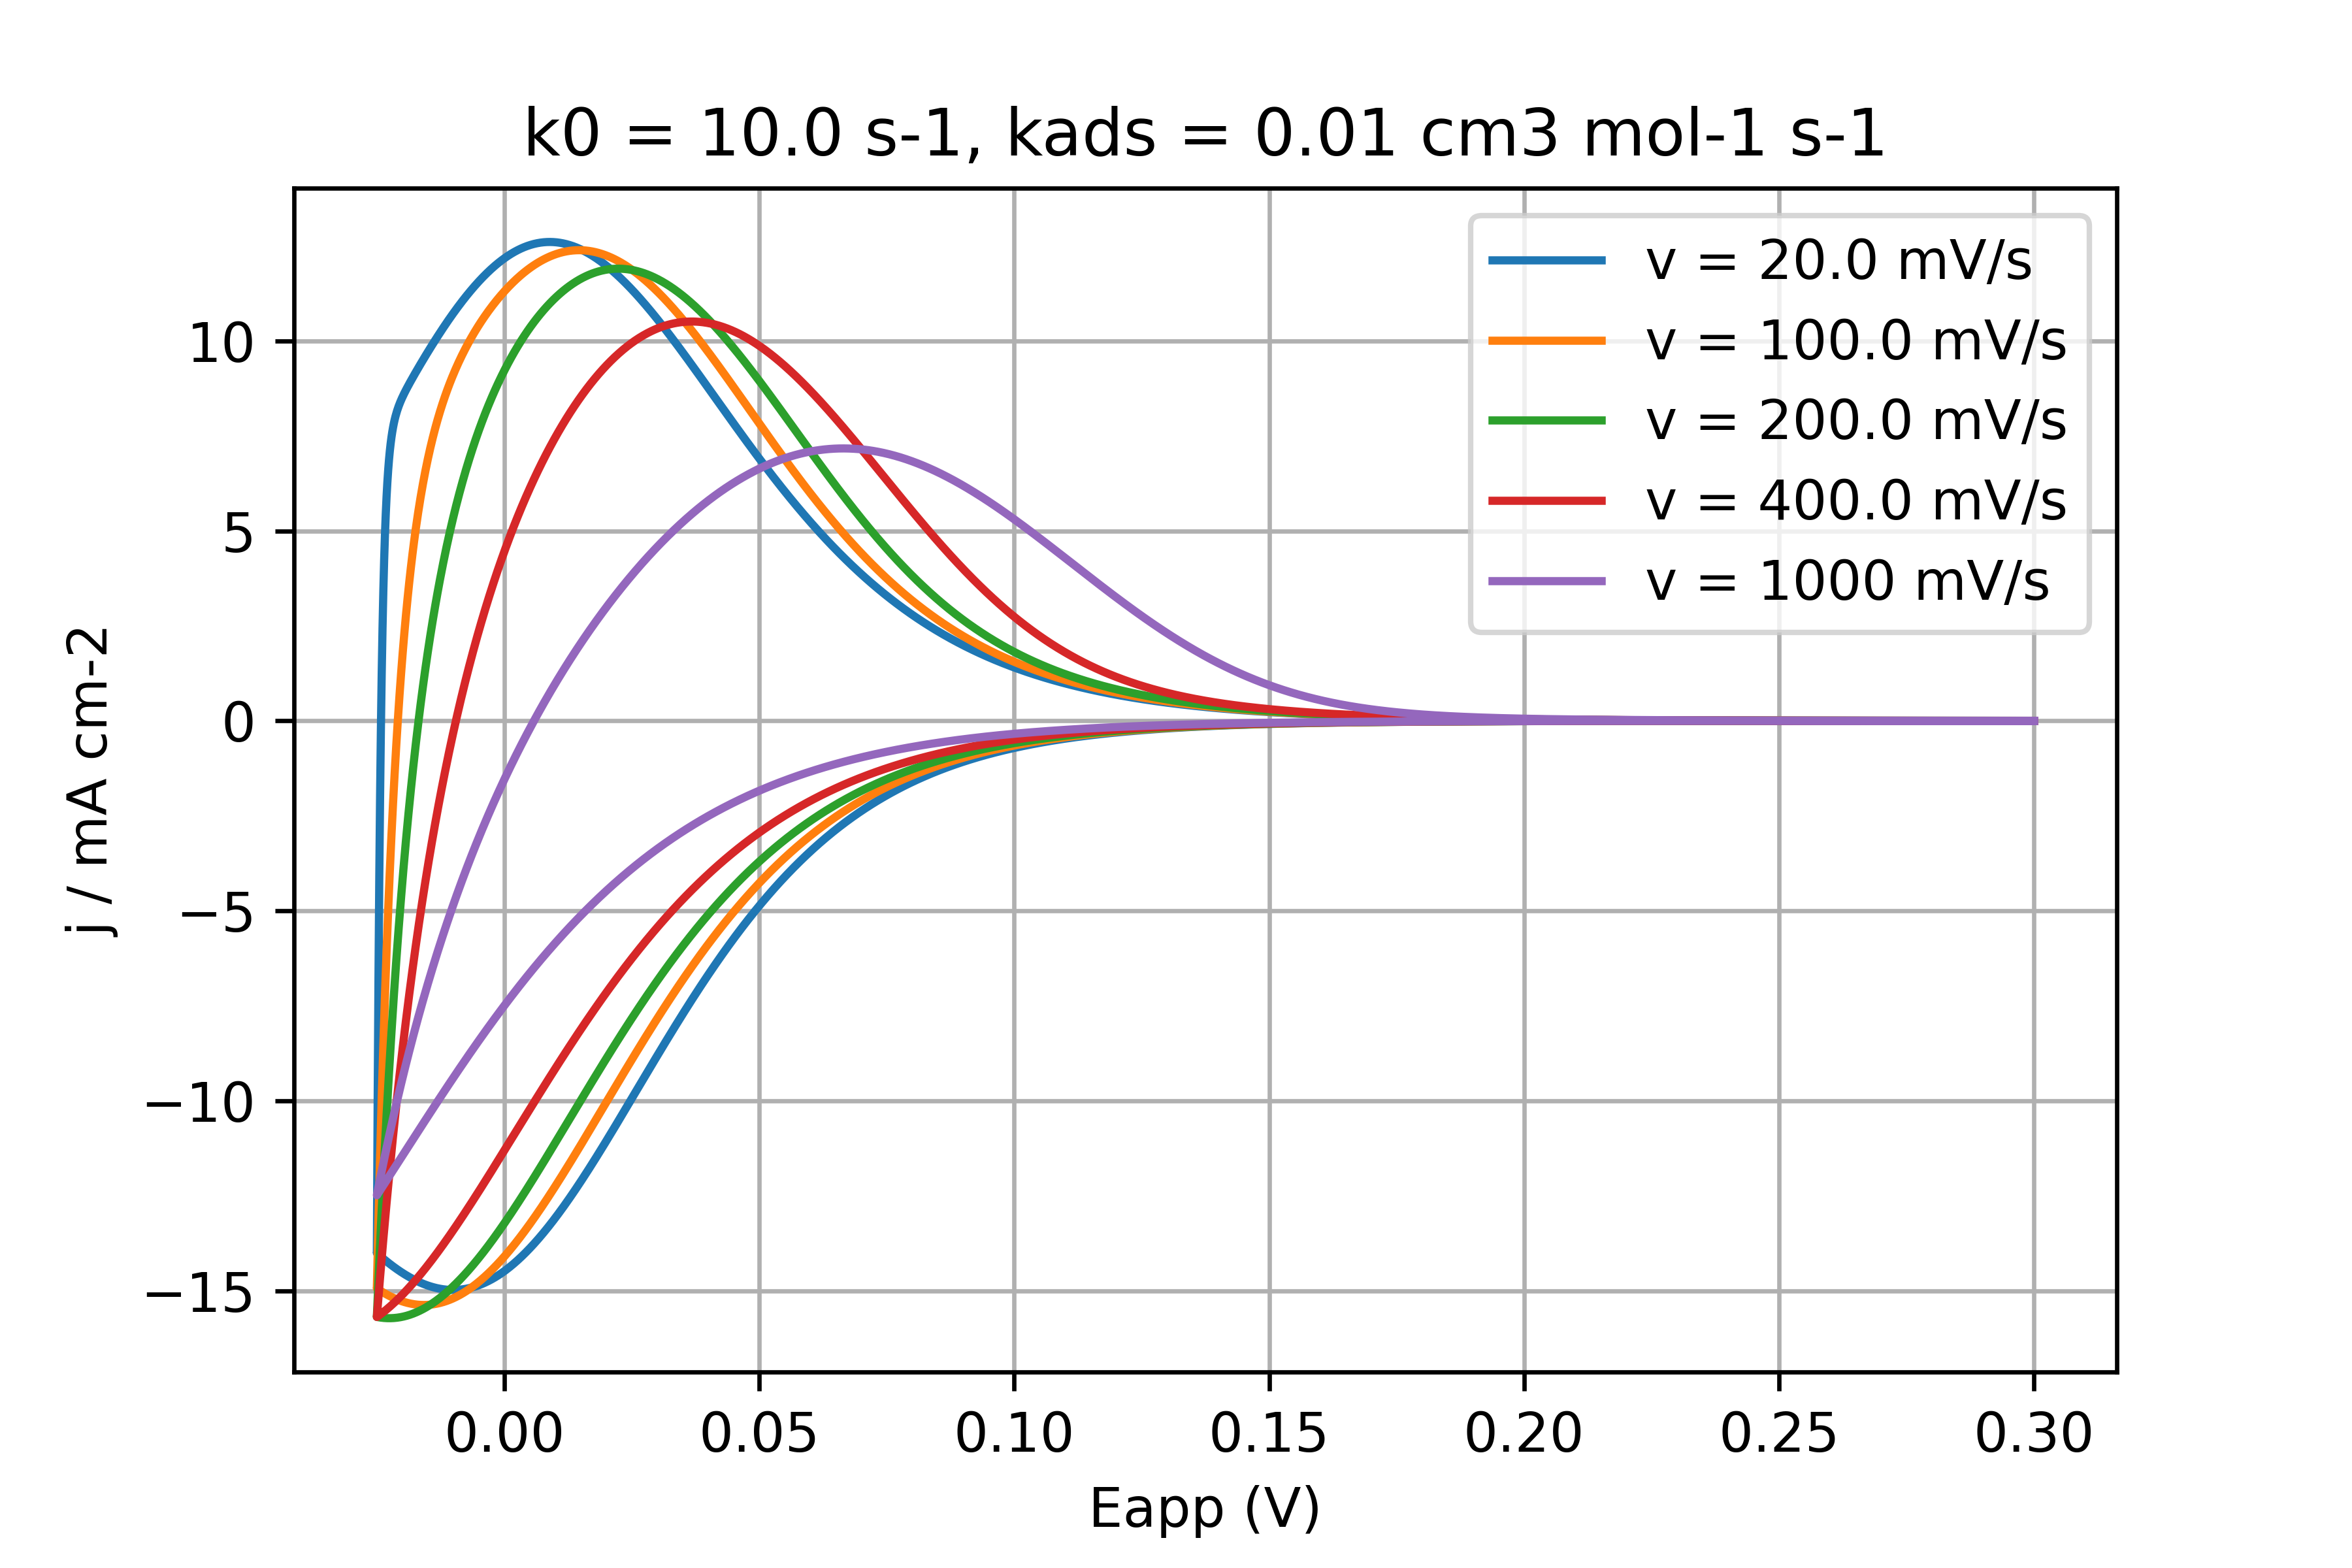 k0 = 10.0 s-1, kads = 0.01 cm3 mol-1 s-1
v = 20.0 mV/s
v = 100.0 mV/s
v = 200.0 mV/s
v = 400.0 mV/s
v = 1000 mV/s
10
5
0
−5
−10
−15
j / mA cm-2
0.00 0.05 0.10 0.15 0.20 0.25 0.30
Eapp (V)